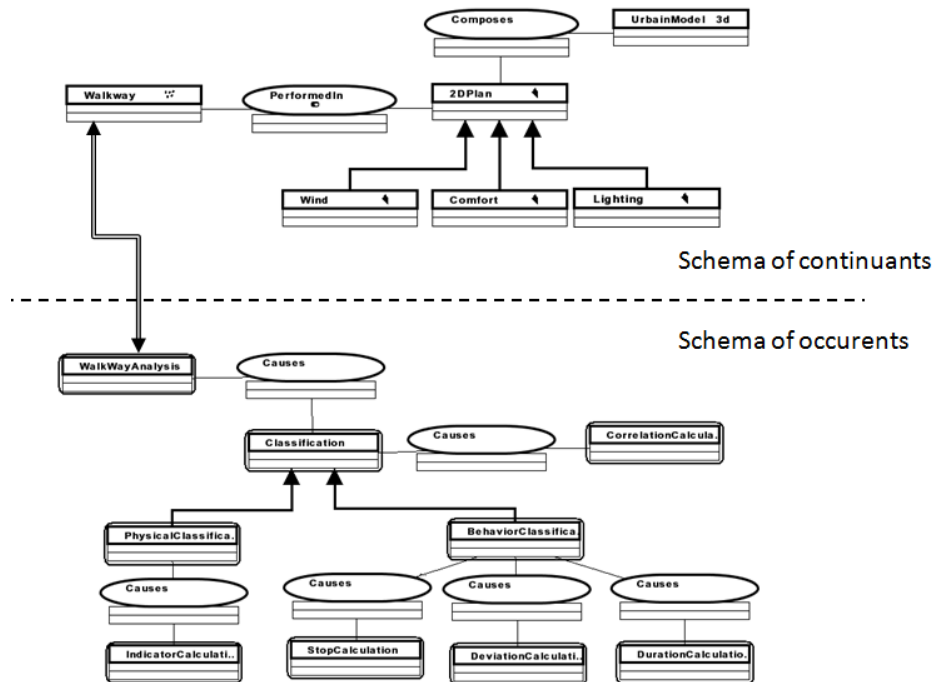 Composes
UrbainModel 3d
Walkway
PerformedIn
2DPlan
Wind
Comfort
Lighting
Schema of continuants
Schema of occurents
WalkWayAnalysis
Causes
Classification
Causes
CorrelationCalcula.
PhysicalClassifica.
BehaviorClassifica.
Causes
Causes
Causes
Causes
IndicatorCalculati..
StopCalculation
DeviationCalculati..
DurationCalculatio.